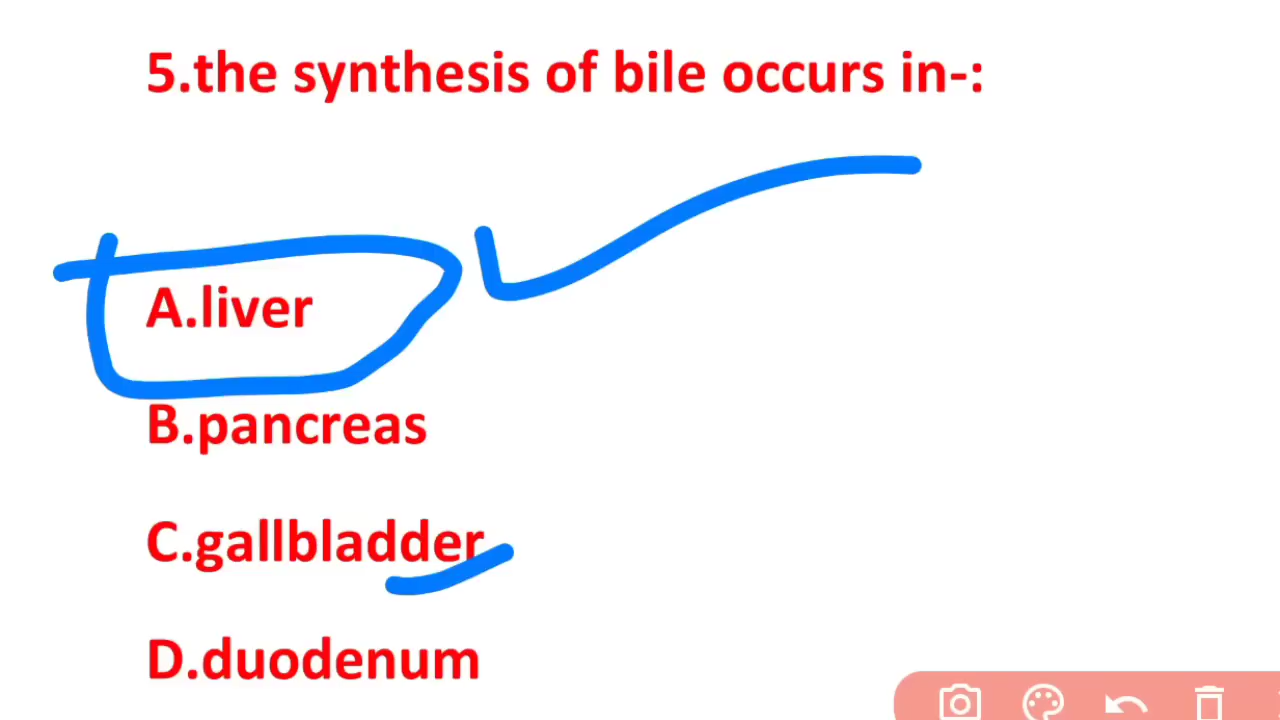 5.the synthesis of bile occurs in-:
A.liver
B.pancreas
C.gallbladder
D.duodenum